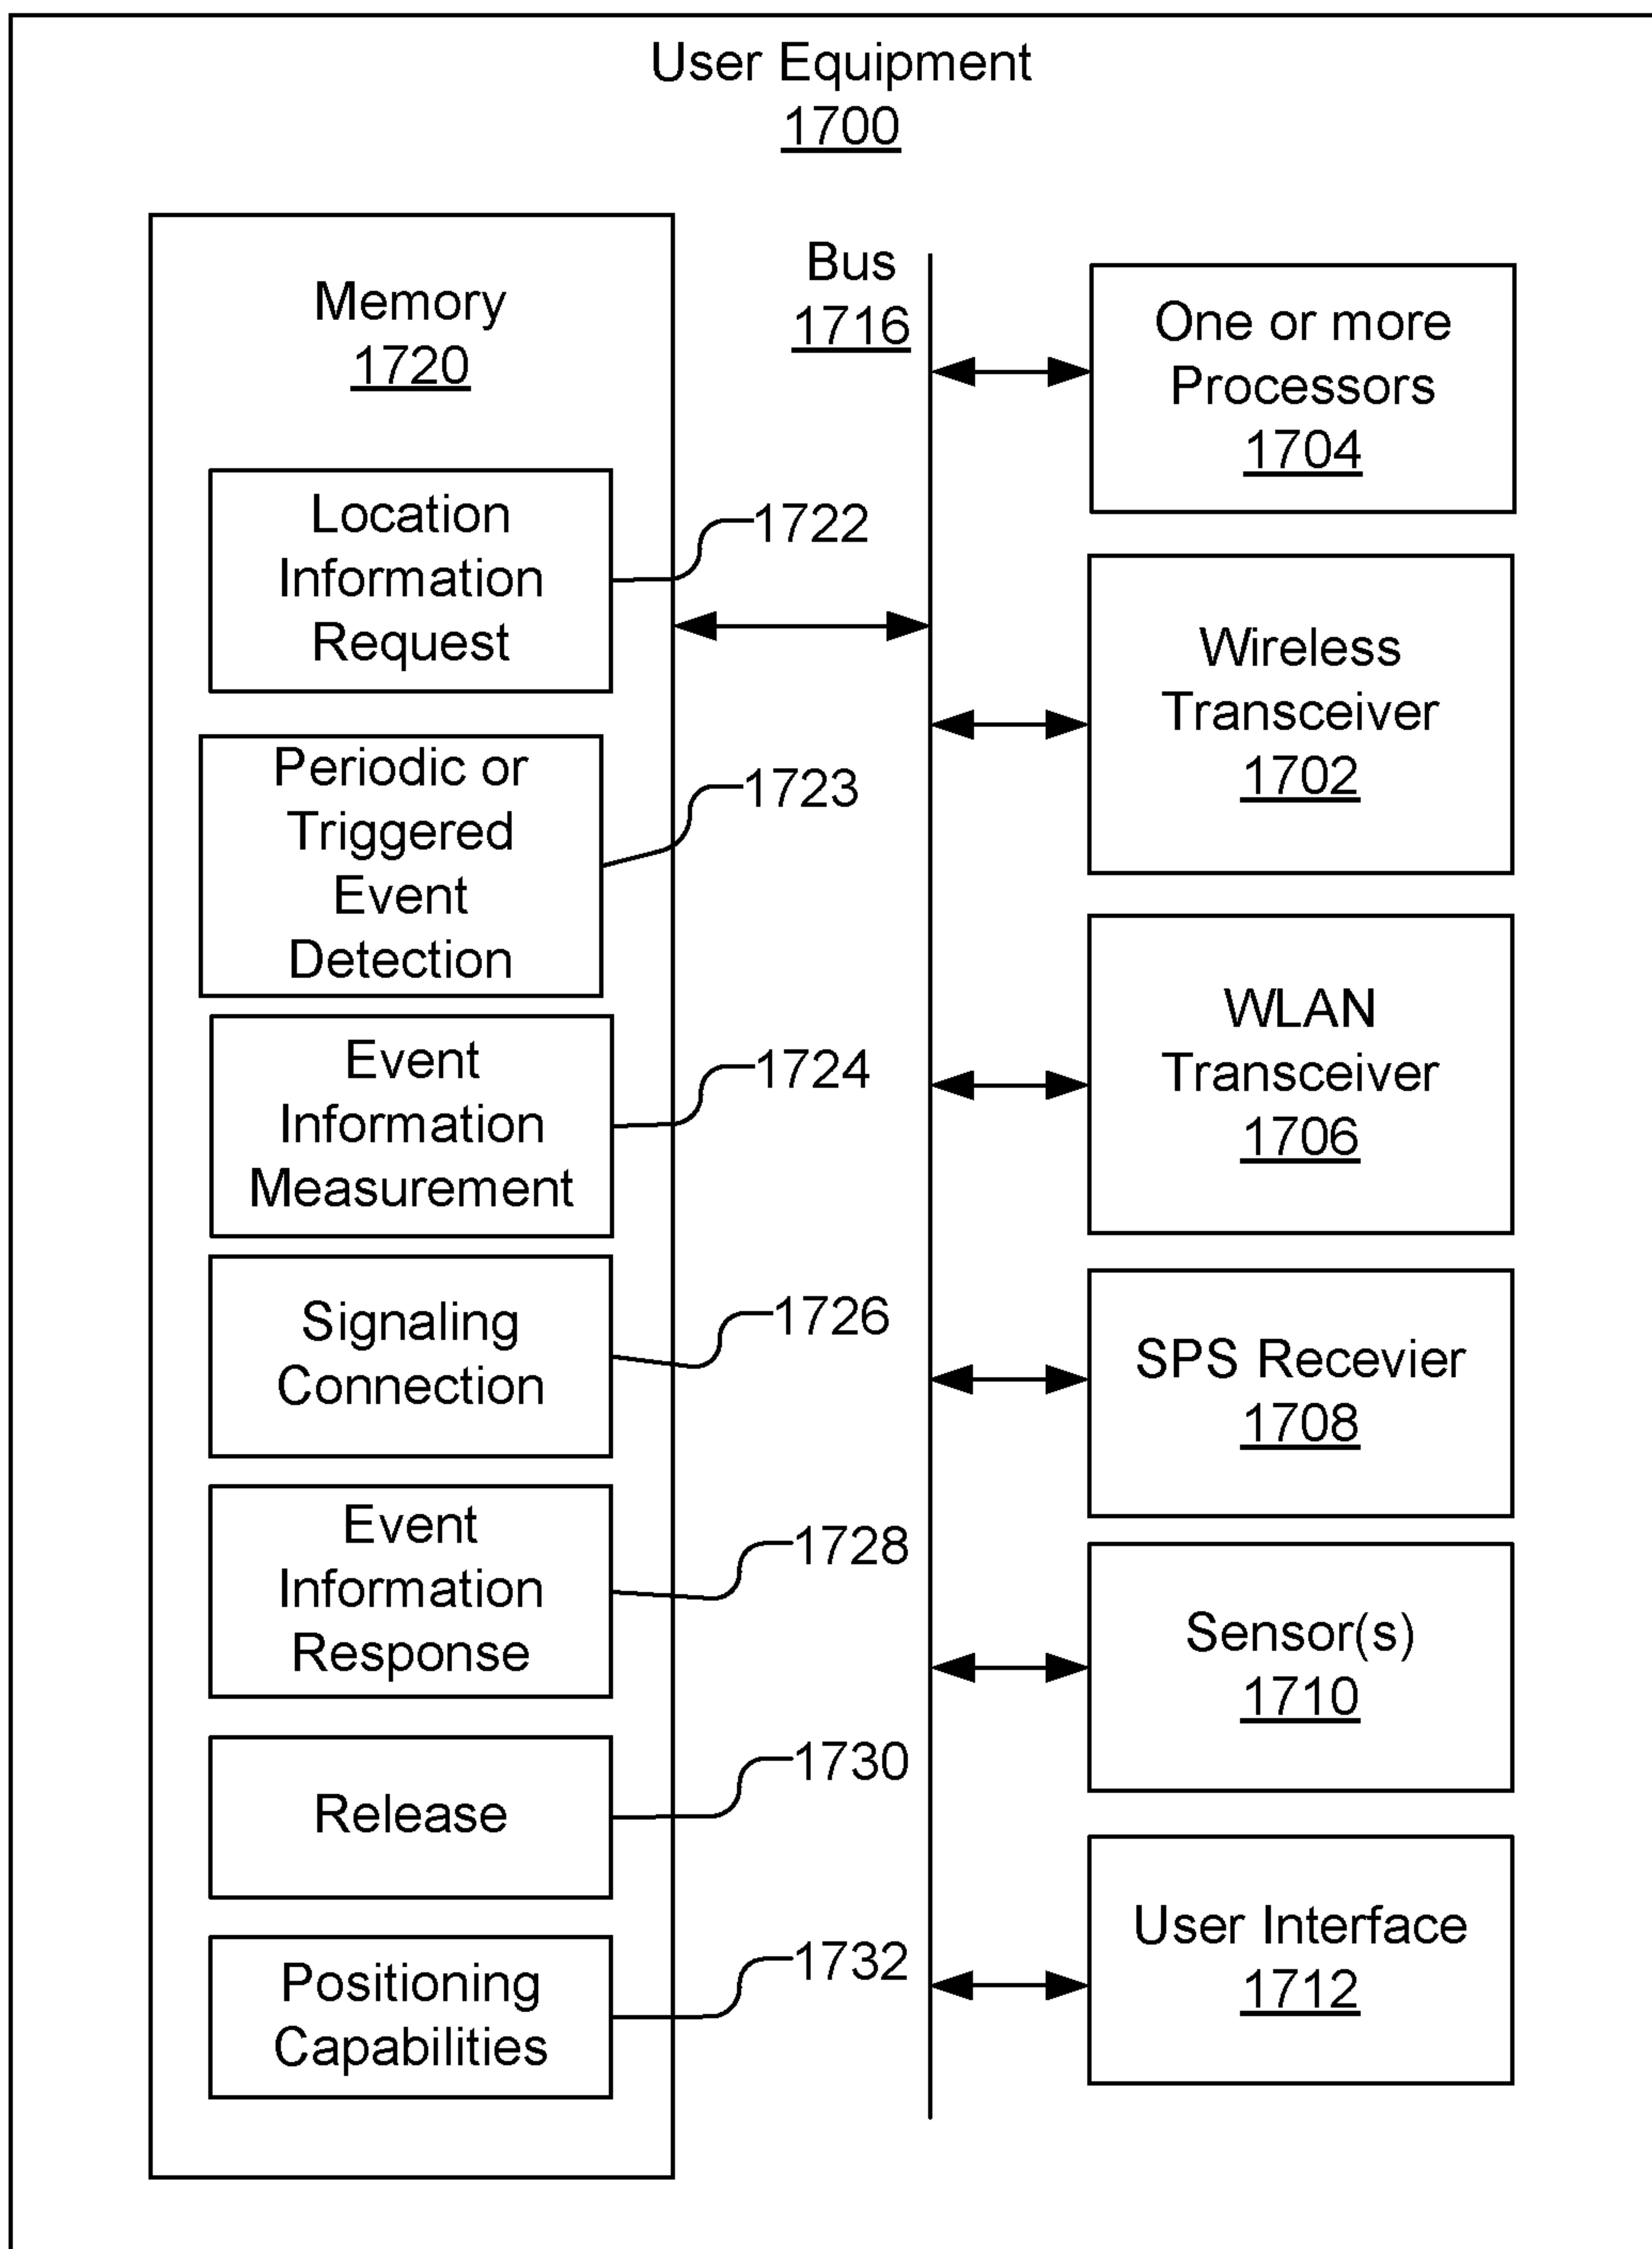 User Equipment
1700
Memory
1720
Location
Information
Request
1722
Periodic or
Triggered
Event
Detection
1723
Event
Information
Measurement
1724
Signaling
Connection
1726
Event
Information
Response
1728
Release
1730
Positioning
Capabilities
1732
Bus
1716
One or more
Processors
1704
Wireless
Transceiver
1702
WLAN
Transceiver
1706
SPS Recevier
1708
Sensor(s)
1710
User Interface
1712